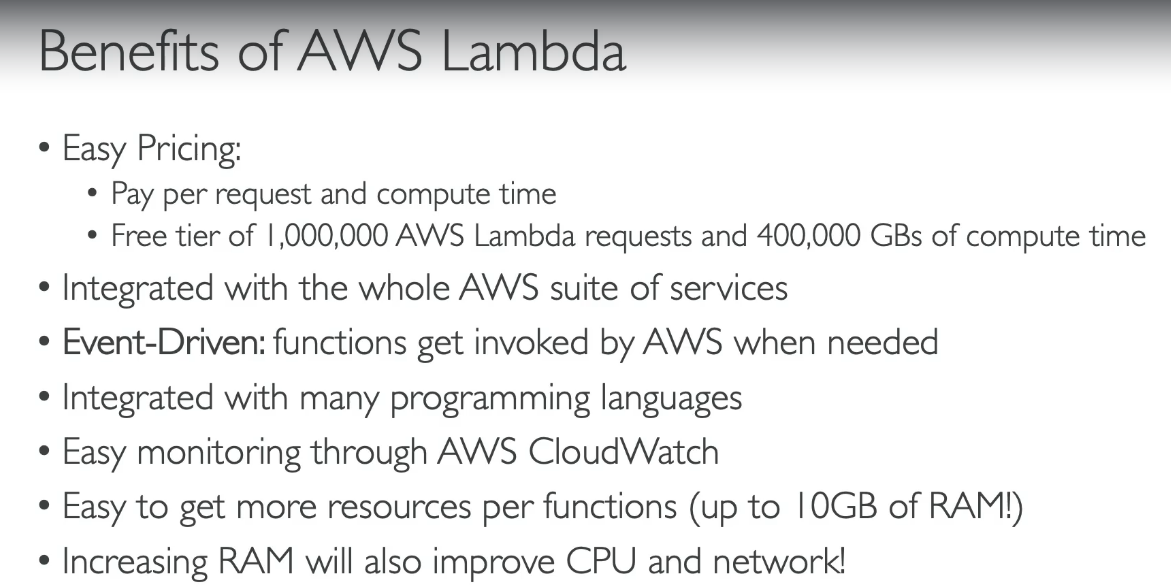 Benefits of AWS Lambda
• Easy Pricing:
• Pay per request and compute time
• Free tier of 1,000,000 AWS Lambda requests and 400,000 GBs of compute time
• Integrated with the whole AWS suite of services
• Event-Driven: functions get invoked by AWS when needed
• Integrated with many programming languages
• Easy monitoring through AWS CloudWatch
• Easy to get more resources per functions (up to 10GB of RAM!)
• Increasing RAM will also improve CPU and network!